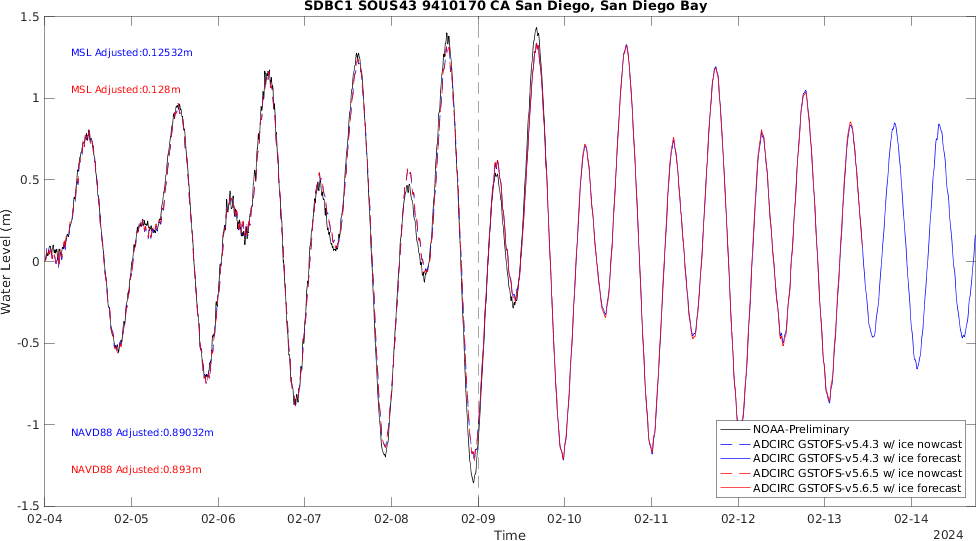 SDBC1 SOUS43 9410170 CA San Diego, San Diego Bay
1.5
MSL Adjusted:0.12532m
MSL Adjusted:0.128m
1
0.5
0
-0.5
-1
-1.5
Water Level (m)
NAVD88 Adjusted:0.89032m
NAVD88 Adjusted:0.893m
NOAA-Preliminary
ADCIRC GSTOFS-v5.4.3 w/ ice nowcast
ADCIRC GSTOFS-v5.4.3 w/ ice forecast
ADCIRC GSTOFS-v5.6.5 w/ ice nowcast
ADCIRC GSTOFS-v5.6.5 w/ ice forecast
02-04 02-05 02-06 02-07 02-08 02-09 02-10 02-11 02-12 02-13 02-14
Time
2024